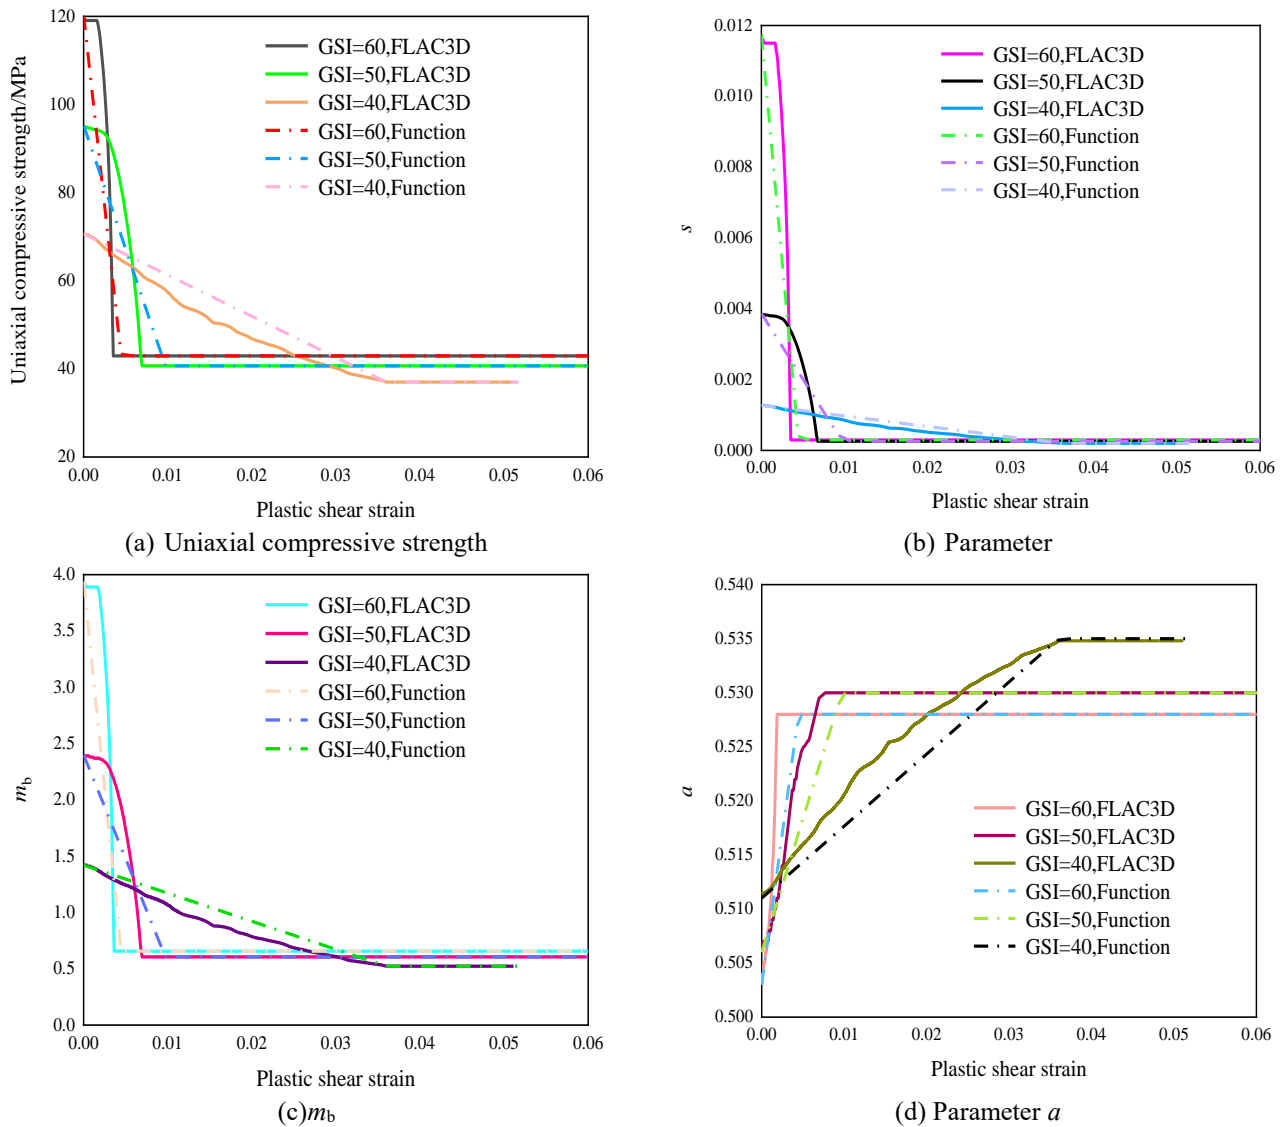 120
100
80
60
40
20
Uniaxial compressive strength/MPa
GSI=60,FLAC3D
GSI=50,FLAC3D
GSI=40,FLAC3D
GSI=60,Function
GSI=50,Function
GSI=40,Function
0.00 0.01 0.02 0.03 0.04 0.05 0.06
Plastic shear strain
(a) Uniaxial compressive strength
0.012
0.010
0.008
0.006
0.004
0.002
0.000
s
GSI=60,FLAC3D
GSI=50,FLAC3D
GSI=40,FLAC3D
GSI=60,Function
GSI=50,Function
GSI=40,Function
0.00 0.01 0.02 0.03 0.04 0.05 0.06
Plastic shear strain
(b) Parameter
4.0
3.5
3.0
2.5
2.0
1.5
1.0
0.5
0.0
mb
GSI=60,FLAC3D
GSI=50,FLAC3D
GSI=40,FLAC3D
GSI=60,Function
GSI=50,Function
GSI=40,Function
0.00 0.01 0.02 0.03 0.04 0.05 0.06
Plastic shear strain
(c)mb
0.540
0.535
0.530
0.525
0.520
0.515
0.510
0.505
0.500
a
GSI=60,FLAC3D
GSI=50,FLAC3D
GSI=40,FLAC3D
GSI=60,Function
GSI=50,Function
GSI=40,Function
0.00 0.01 0.02 0.03 0.04 0.05 0.06
Plastic shear strain
(d) Parameter a